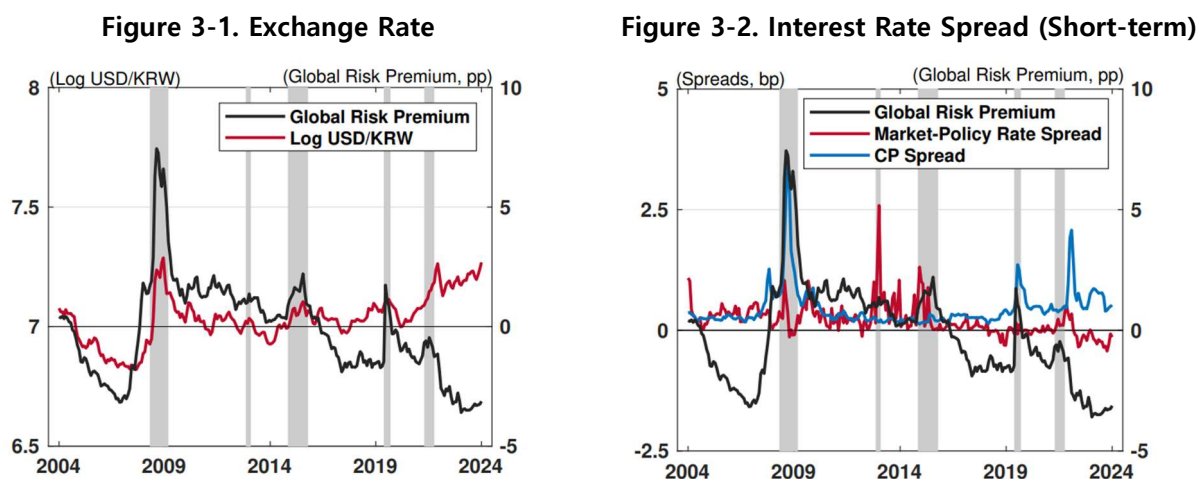 Figure 3-1. Exchange Rate
(Log USD/KRW)
(Global Risk Premium, pp)
8
7.5
7
6.5
10
5
0
-5
Global Risk Premium
Log USD/KRW
2004
2009
2014
2019
2024
Figure 3-2. Interest Rate Spread (Short-term)
(Spreads, bp)
(Global Risk Premium, pp)
5
2.5
0
-2.5
10
5
0
-5
Global Risk Premium
Market-Policy Rate Spread
CP Spread
2004
2009
2014
2019
2024